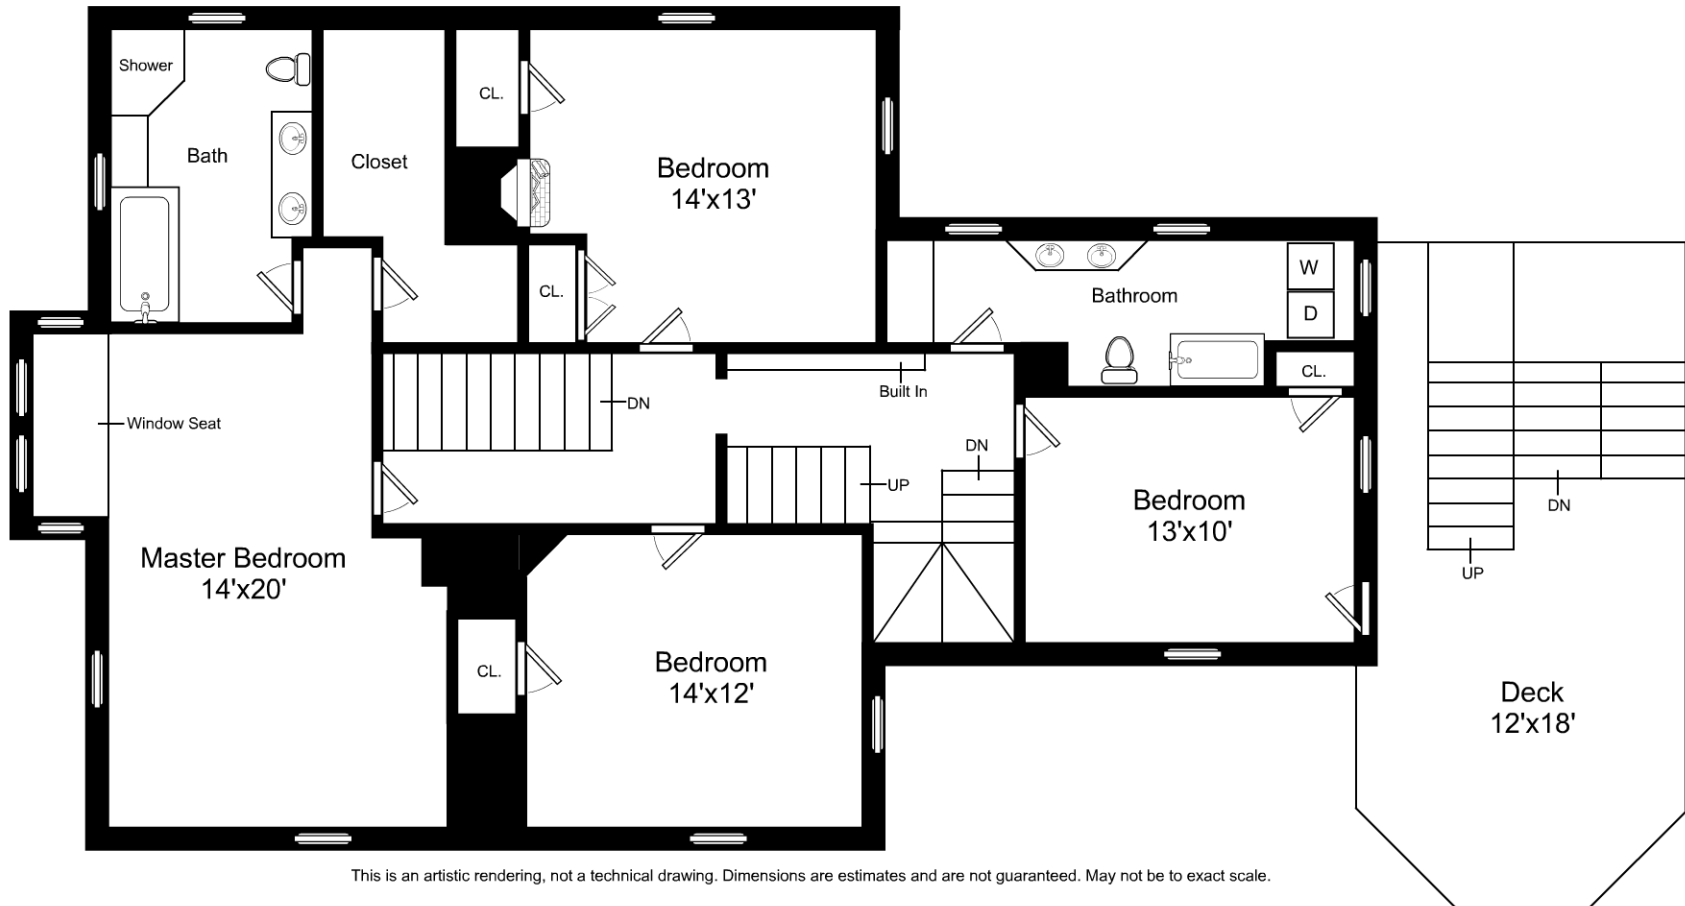 Shower
CL.
Bath
Closet
Bedroom
14'x13'
W
CL.
Bathroom
D
CL.
Built In
DN
Window Seat
DN
UP
Bedroom
13'x10'
DN
Master Bedroom
14'x20'
UP
CL.
Bedroom
14'x12'
Deck
12'x18'
This is an artistic rendering, not a technical drawing. Dimensions are estimates and are not guaranteed. May not be to exact scale.